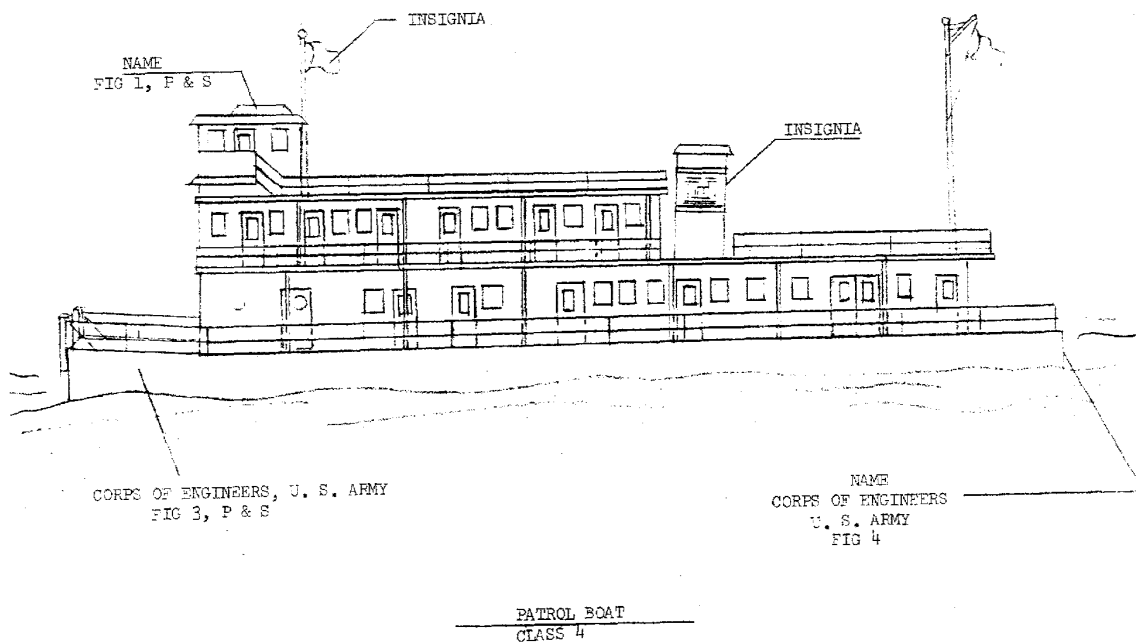 INSIGNIA
NAME
FIG 1, P & S
INSIGNIA
CORPS OF ENGINEERS, U. S. ARMY
FIG 3, P & S
NAME
CORPS OF ENGINEERS
U. S. ARMY
FIG 4
PATROL BOAT
CLASS 4